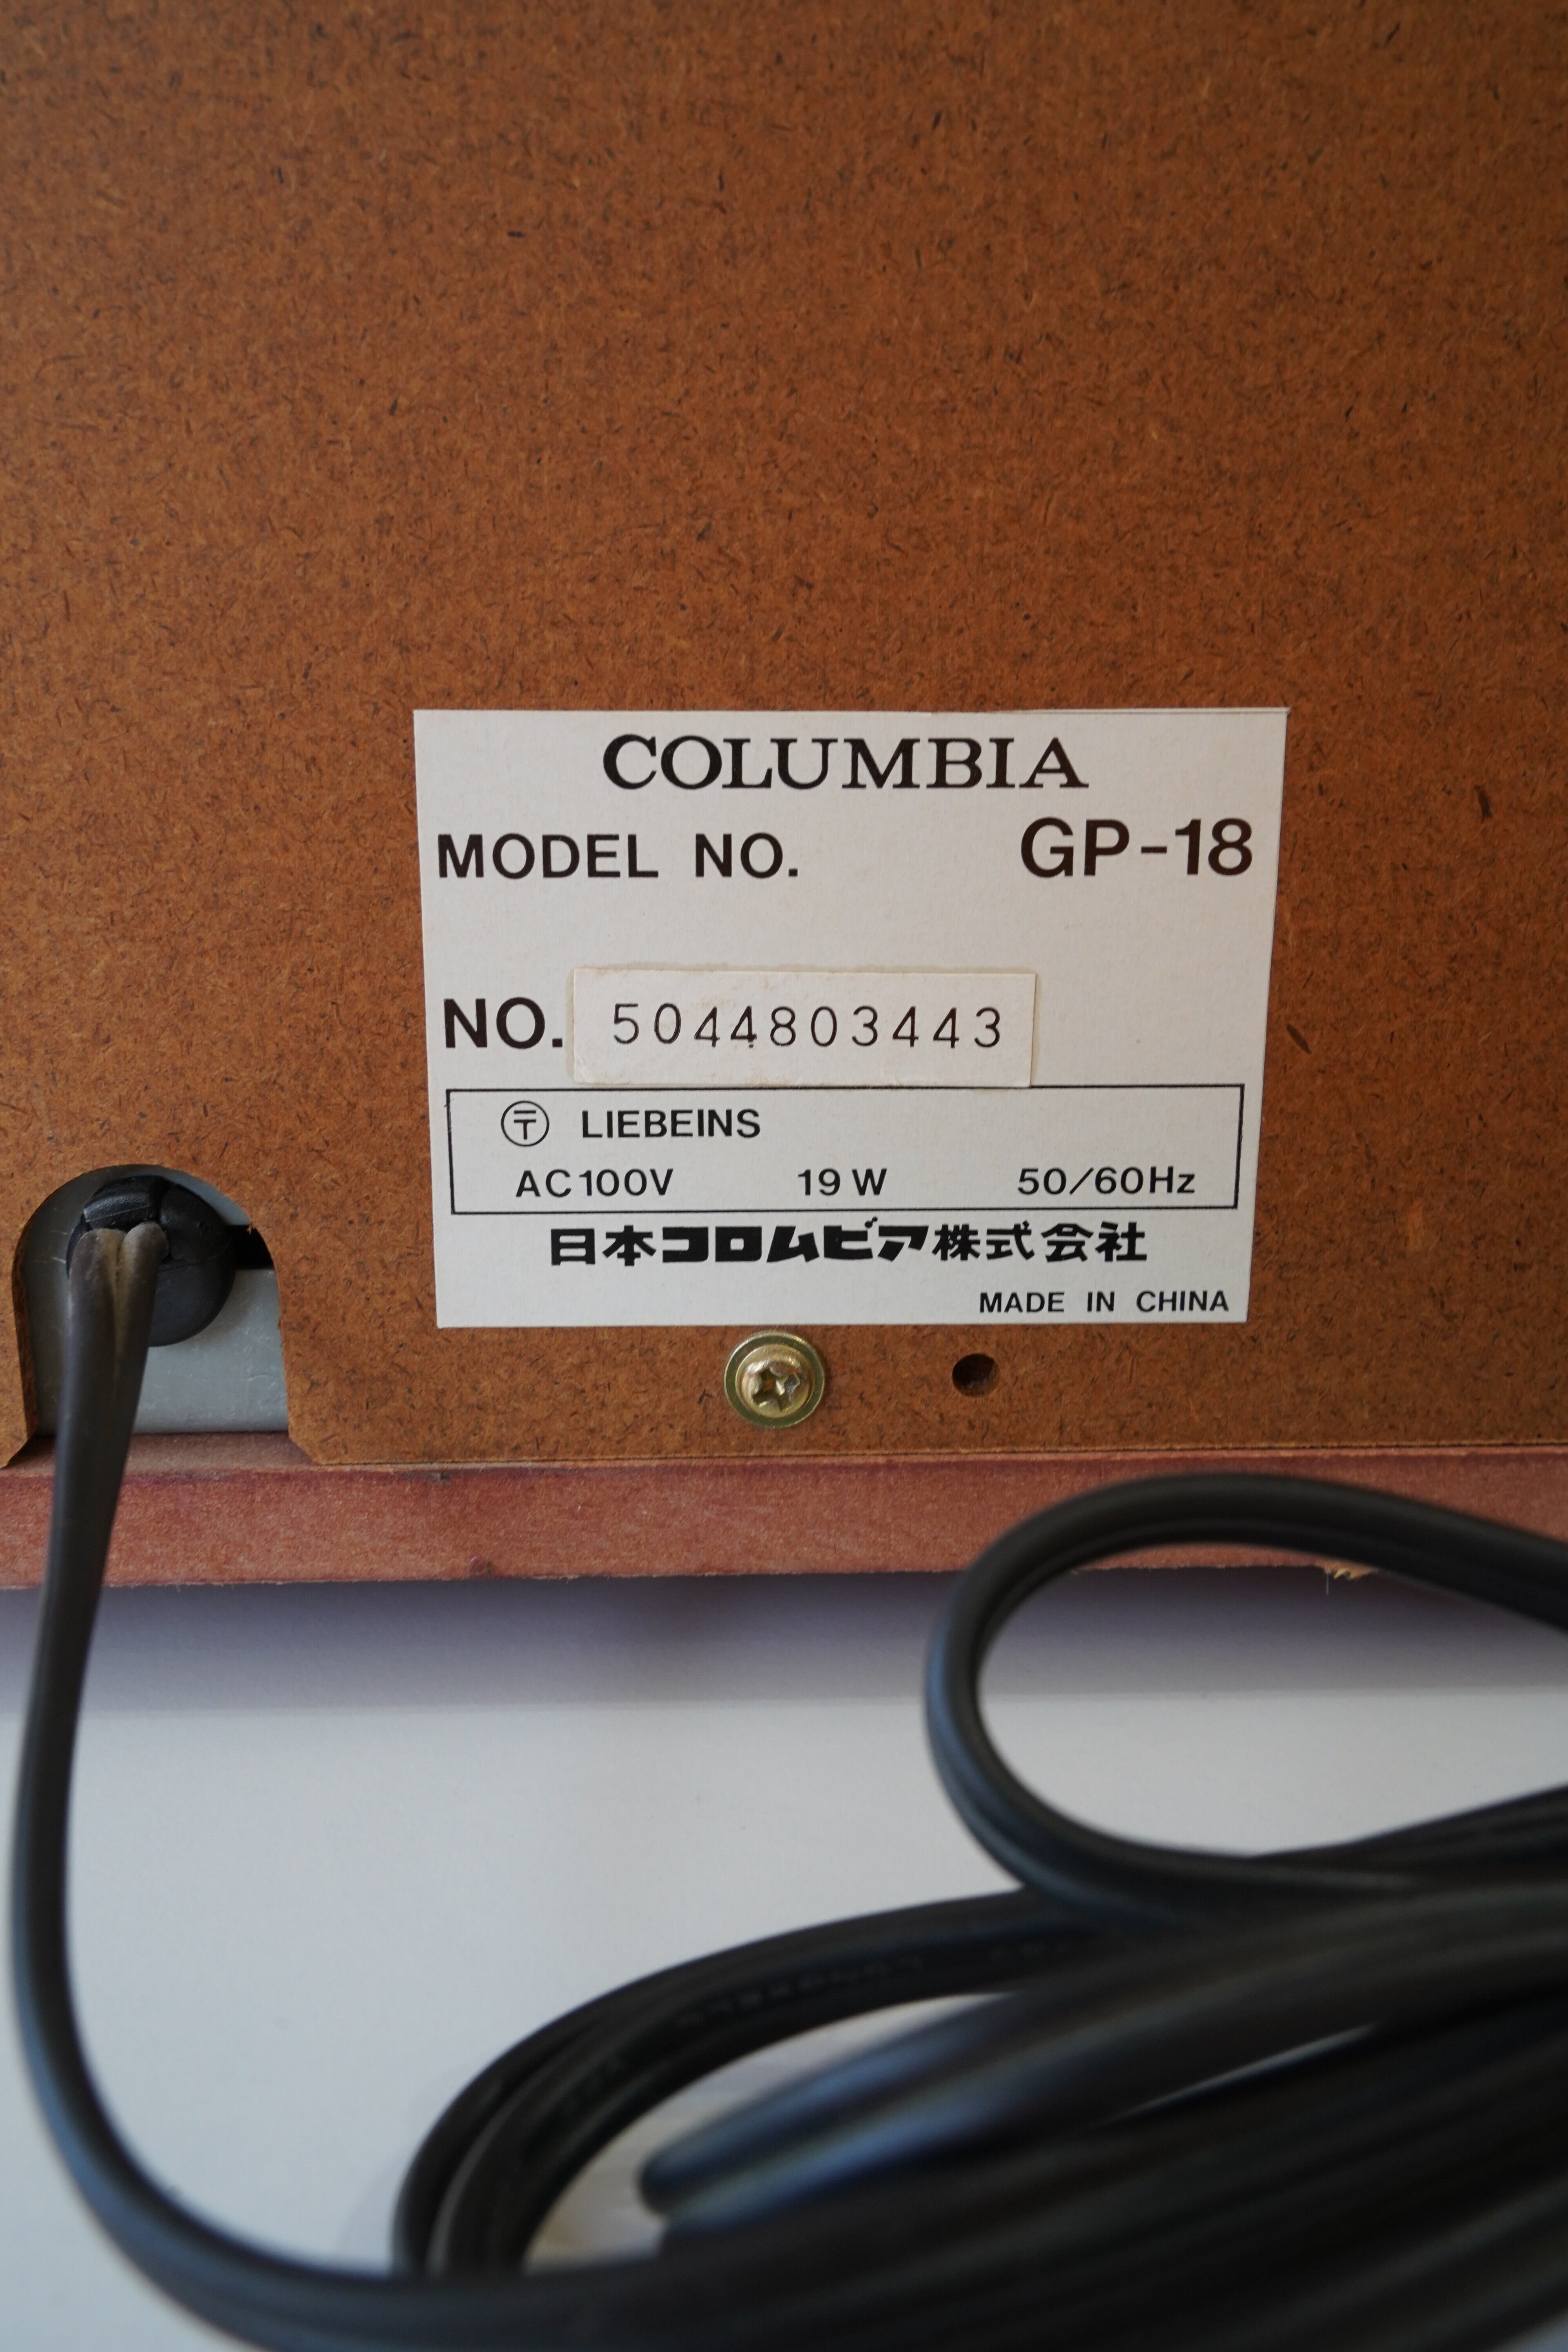 COLUMBIA
MODEL NO. GP-18
NO. 5044803443
〒 LIEBEINS
AC100V 19W 50/60Hz
日本コロムビア株式会社
MADE IN CHINA